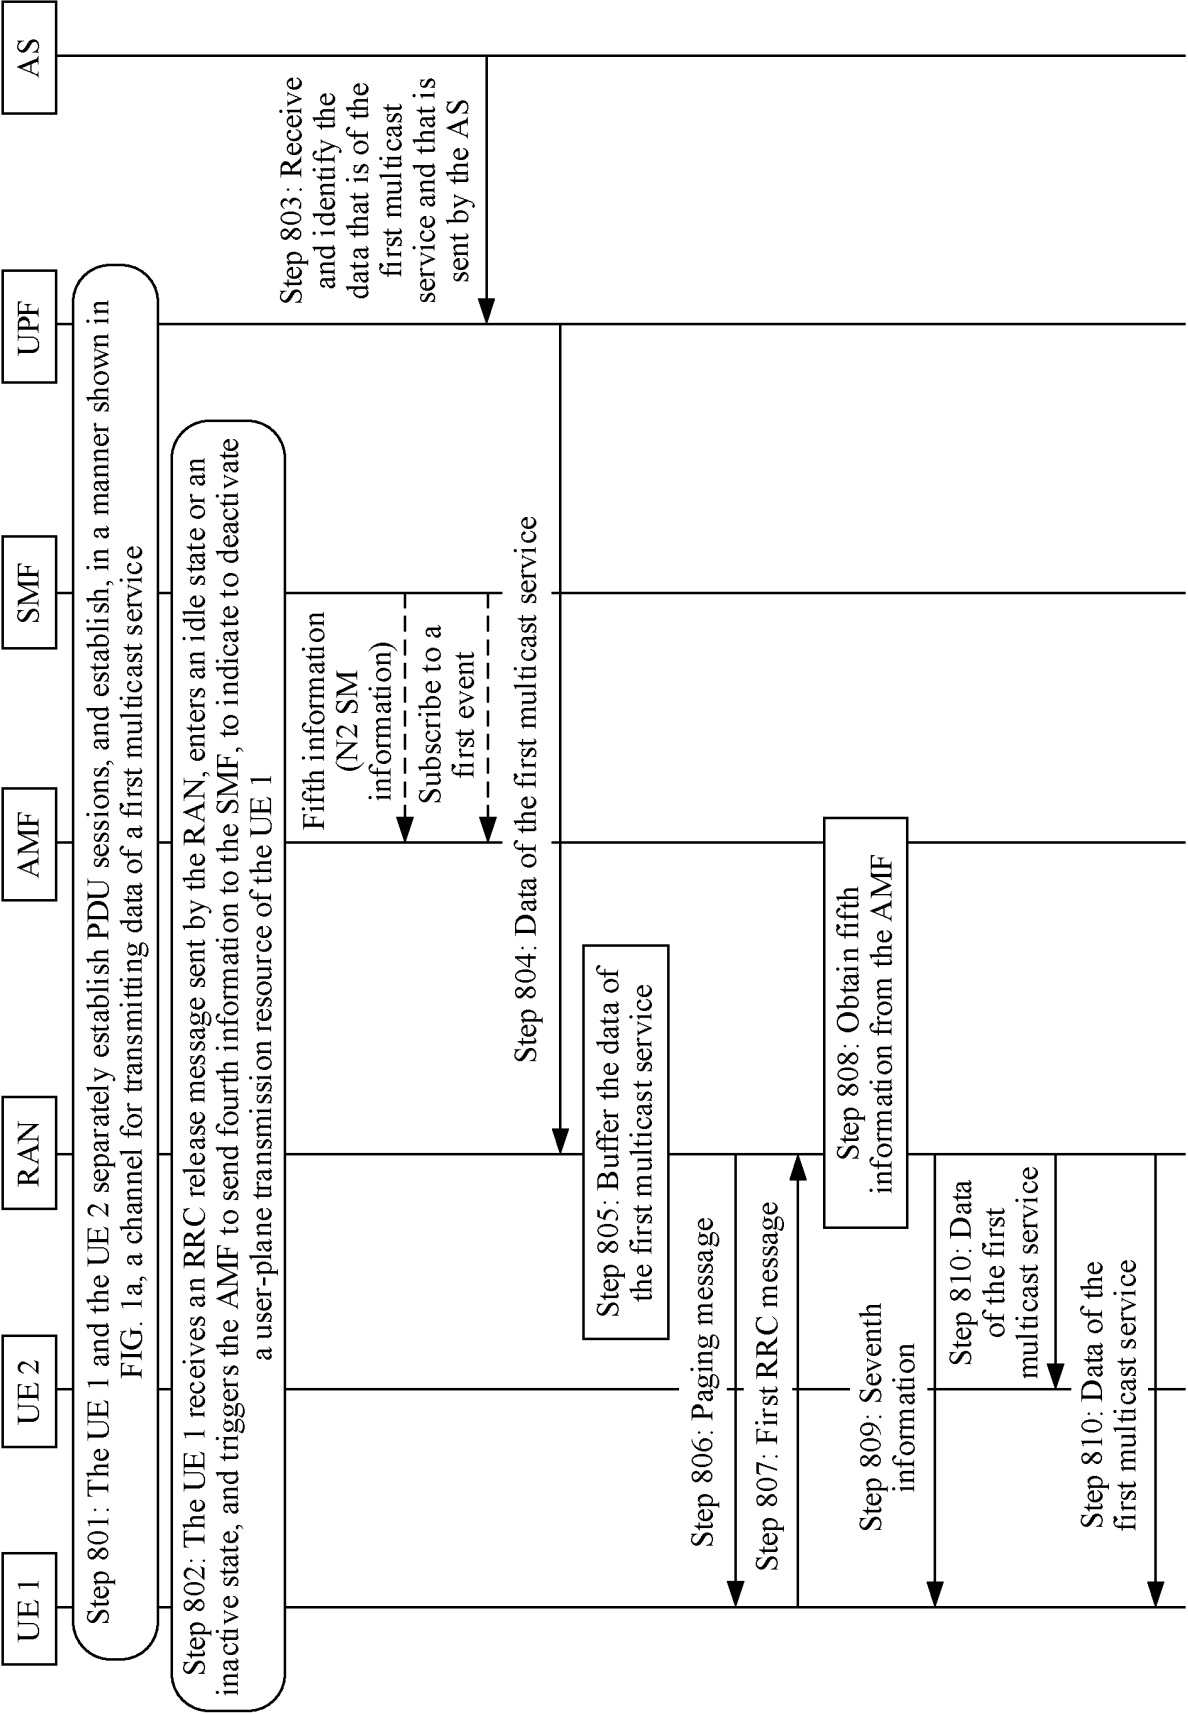 UE 1
UE 2
RAN
AMF
SMF
UPF
AS
Step 801: The UE 1 and the UE 2 separately establish PDU sessions, and establish, in a manner shown in
FIG. 1a, a channel for transmitting data of a first multicast service
Step 802: The UE 1 receives an RRC release message sent by the RAN, enters an idle state or an
inactive state, and triggers the AMF to send fourth information to the SMF, to indicate to deactivate
a user-plane transmission resource of the UE 1
Fifth information
(N2 SM
information)
Subscribe to a
first event
Step 803: Receive
and identify the
data that is of the
first multicast
service and that is
sent by the AS
Step 804: Data of the first multicast service
Step 805: Buffer the data of
the first multicast service
Step 806: Paging message
Step 807: First RRC message
Step 808: Obtain fifth
information from the AMF
Step 809: Seventh
information
Step 810: Data
of the first
multicast service
Step 810: Data of the
first multicast service